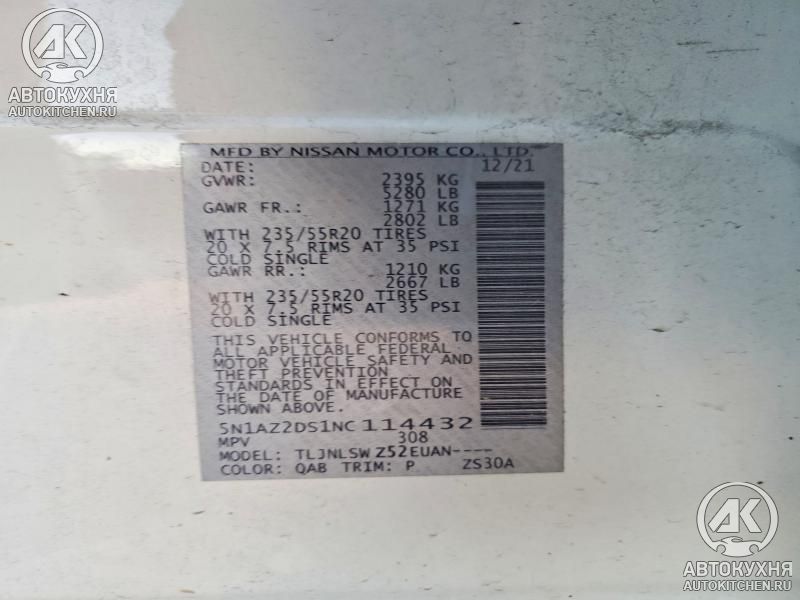 АК
АВТОКУХНЯ
AUTOKITCHEN.RU
MFD BY NISSAN MOTOR CO., LTD.
DATE: 12/21
GVWR: 2395 KG
5280 LB
GAWR FR.: 1271 KG
2802 LB
WITH 235/55R20 TIRES
20 X 7.5 RIMS AT 35 PSI
COLD SINGLE
GAWR RR.: 1210 KG
2667 LB
WITH 235/55R20 TIRES
20 X 7.5 RIMS AT 35 PSI
COLD SINGLE
THIS VEHICLE CONFORMS TO
ALL APPLICABLE FEDERAL
MOTOR VEHICLE SAFETY AND
THEFT PREVENTION
STANDARDS IN EFFECT ON
THE DATE OF MANUFACTURE
SHOWN ABOVE.
5N1AZ2DS1NC114432
MPV 308
MODEL: TLJNLSW Z52EUAN----
COLOR: QAB TRIM: P ZS30A
АК
АВТОКУХНЯ
AUTOKITCHEN.RU